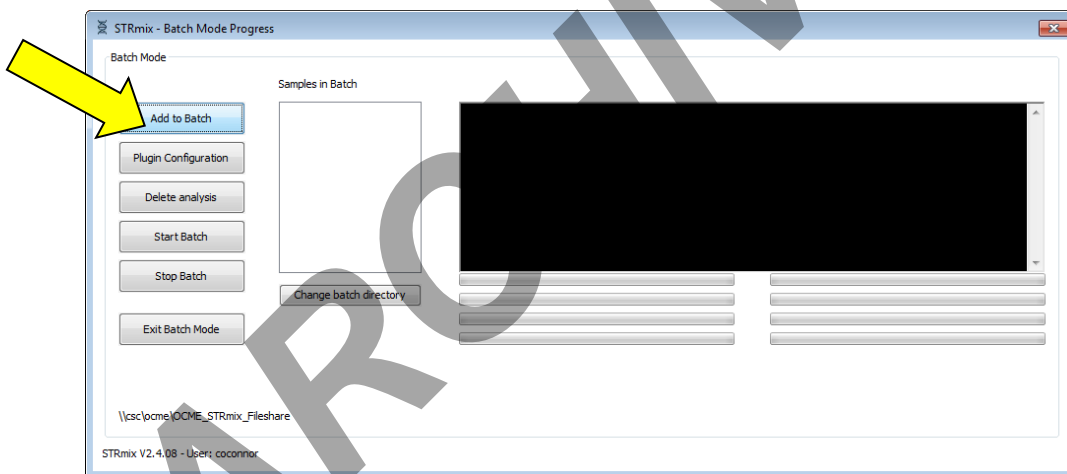 STRmix - Batch Mode Progress
Batch Mode
Samples in Batch
Add to Batch
Plugin Configuration
Delete analysis
Start Batch
Stop Batch
Change batch directory
Exit Batch Mode
\\csc\ocme\OCME_STRmix_Fileshare
STRmix V2.4.08 - User: coconnor
ARCHIV